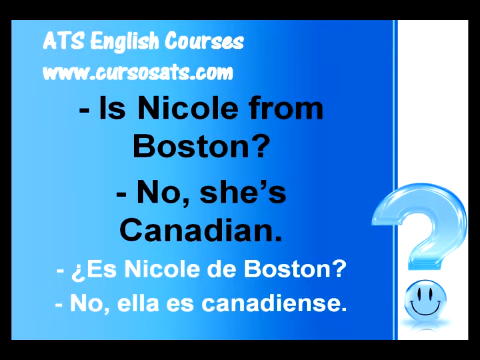 ATS English Courses
www.cursosats.com
- Is Nicole from
Boston?
- No, she's
Canadian.
- ¿Es Nicole de Boston?
- No, ella es canadiense.